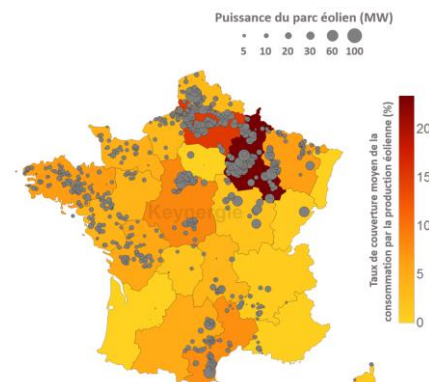 Puissance du parc éolien (MW)
5 10 20 30 60 100
Keynergie
Taux de couverture moyen de la
consommation par la production éolienne (%)
20
15
10
5
0